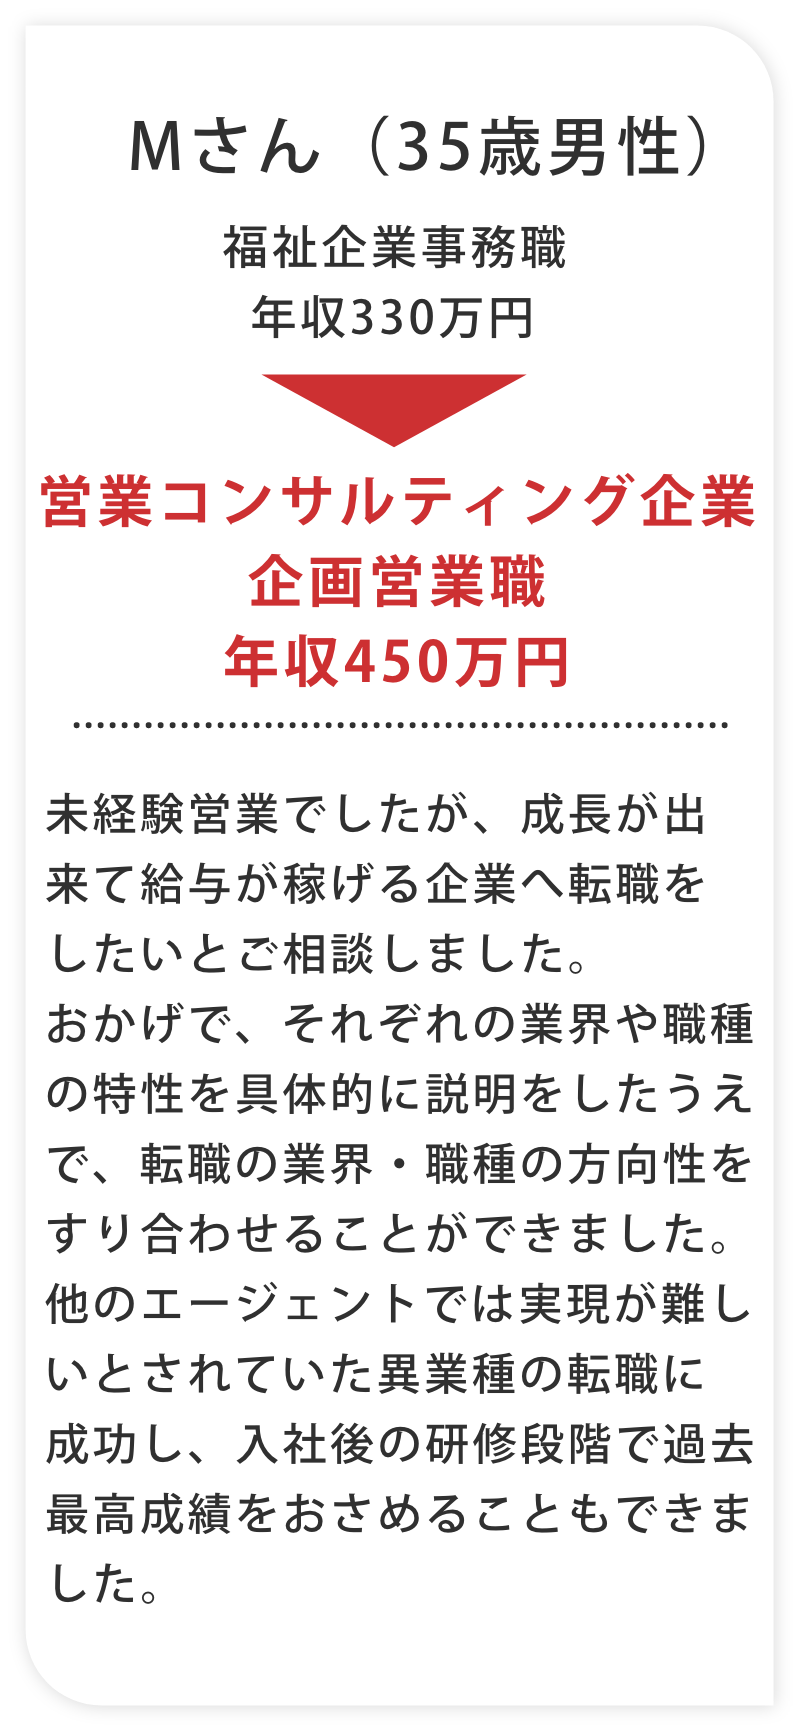 Mさん（35歳男性）
福祉企業事務職
年収330万円
営業コンサルティング企業
企画営業職
年収450万円
未経験営業でしたが、成長が出
来て給与が稼げる企業へ転職を
したいとご相談しました。
おかげで、それぞれの業界や職種
の特性を具体的に説明をしたうえ
で、転職の業界・職種の方向性を
すり合わせることができました。
他のエージェントでは実現が難し
いとされていた異業種の転職に
成功し、入社後の研修段階で過去
最高成績をおさめることもできま
した。